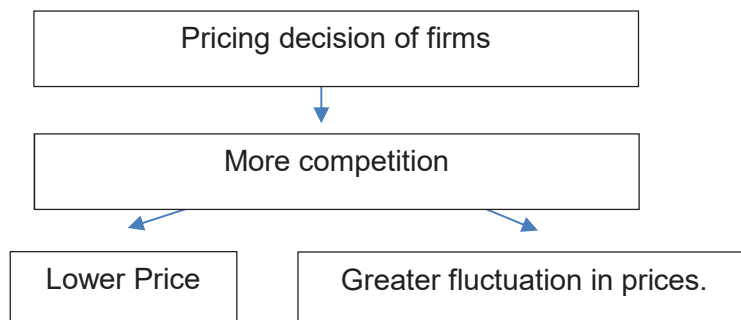 Pricing decision of firms
More competition
Lower Price
Greater fluctuation in prices.